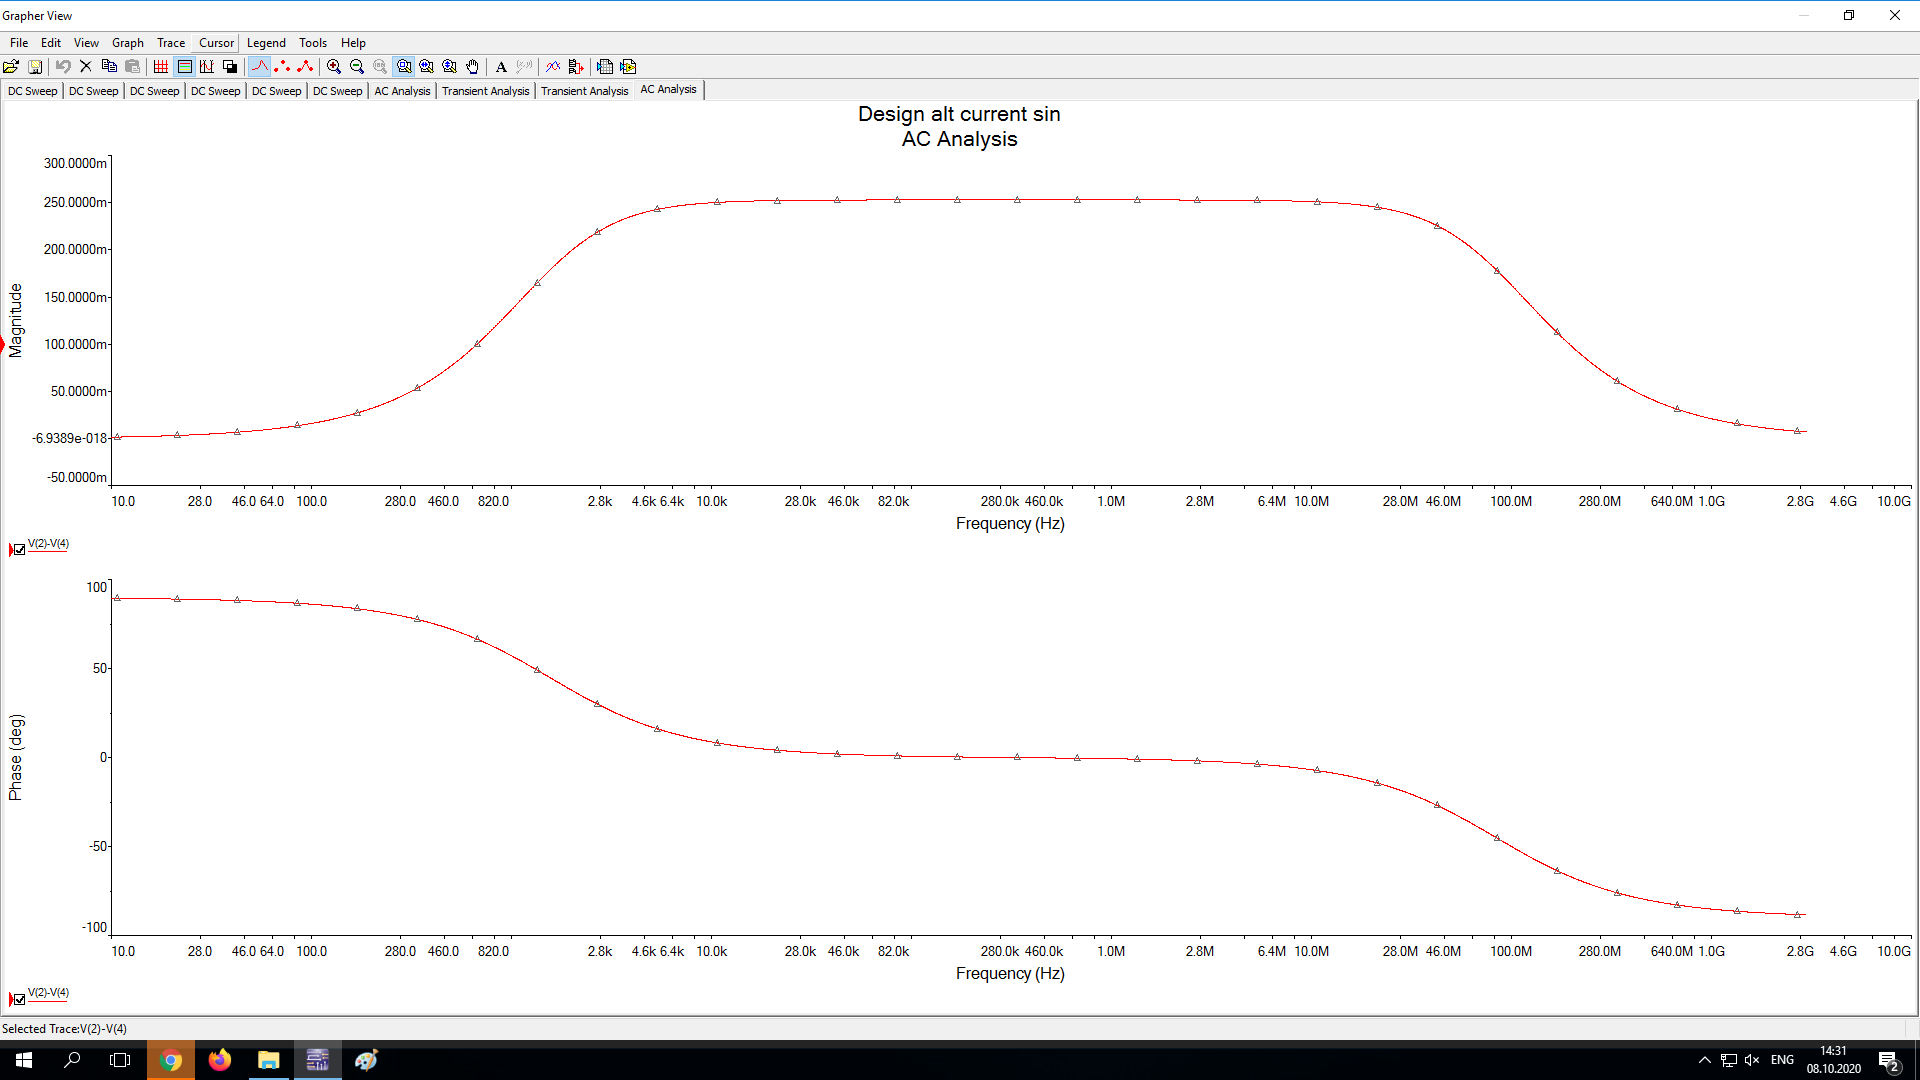 Grapher View
File Edit View Graph Trace Cursor Legend Tools Help
DC Sweep DC Sweep DC Sweep DC Sweep DC Sweep DC Sweep AC Analysis Transient Analysis Transient Analysis AC Analysis
Design alt current sin
AC Analysis
300.0000m
250.0000m
200.0000m
150.0000m
100.0000m
50.0000m
-6.9389e-018
-50.0000m
Magnitude
10.0 28.0 46.0 64.0 100.0 280.0 460.0 820.0 2.8k 4.6k 6.4k 10.0k 28.0k 46.0k 82.0k 280.0k 460.0k 1.0M 2.8M 6.4M 10.0M 28.0M 46.0M 100.0M 280.0M 640.0M 1.0G 2.8G 4.6G 10.0G
Frequency (Hz)
V(2)-V(4)
100
50
0
-50
-100
Phase (deg)
10.0 28.0 46.0 64.0 100.0 280.0 460.0 820.0 2.8k 4.6k 6.4k 10.0k 28.0k 46.0k 82.0k 280.0k 460.0k 1.0M 2.8M 6.4M 10.0M 28.0M 46.0M 100.0M 280.0M 640.0M 1.0G 2.8G 4.6G 10.0G
Frequency (Hz)
V(2)-V(4)
Selected Trace:V(2)-V(4)
ENG
14:31
08.10.2020
2